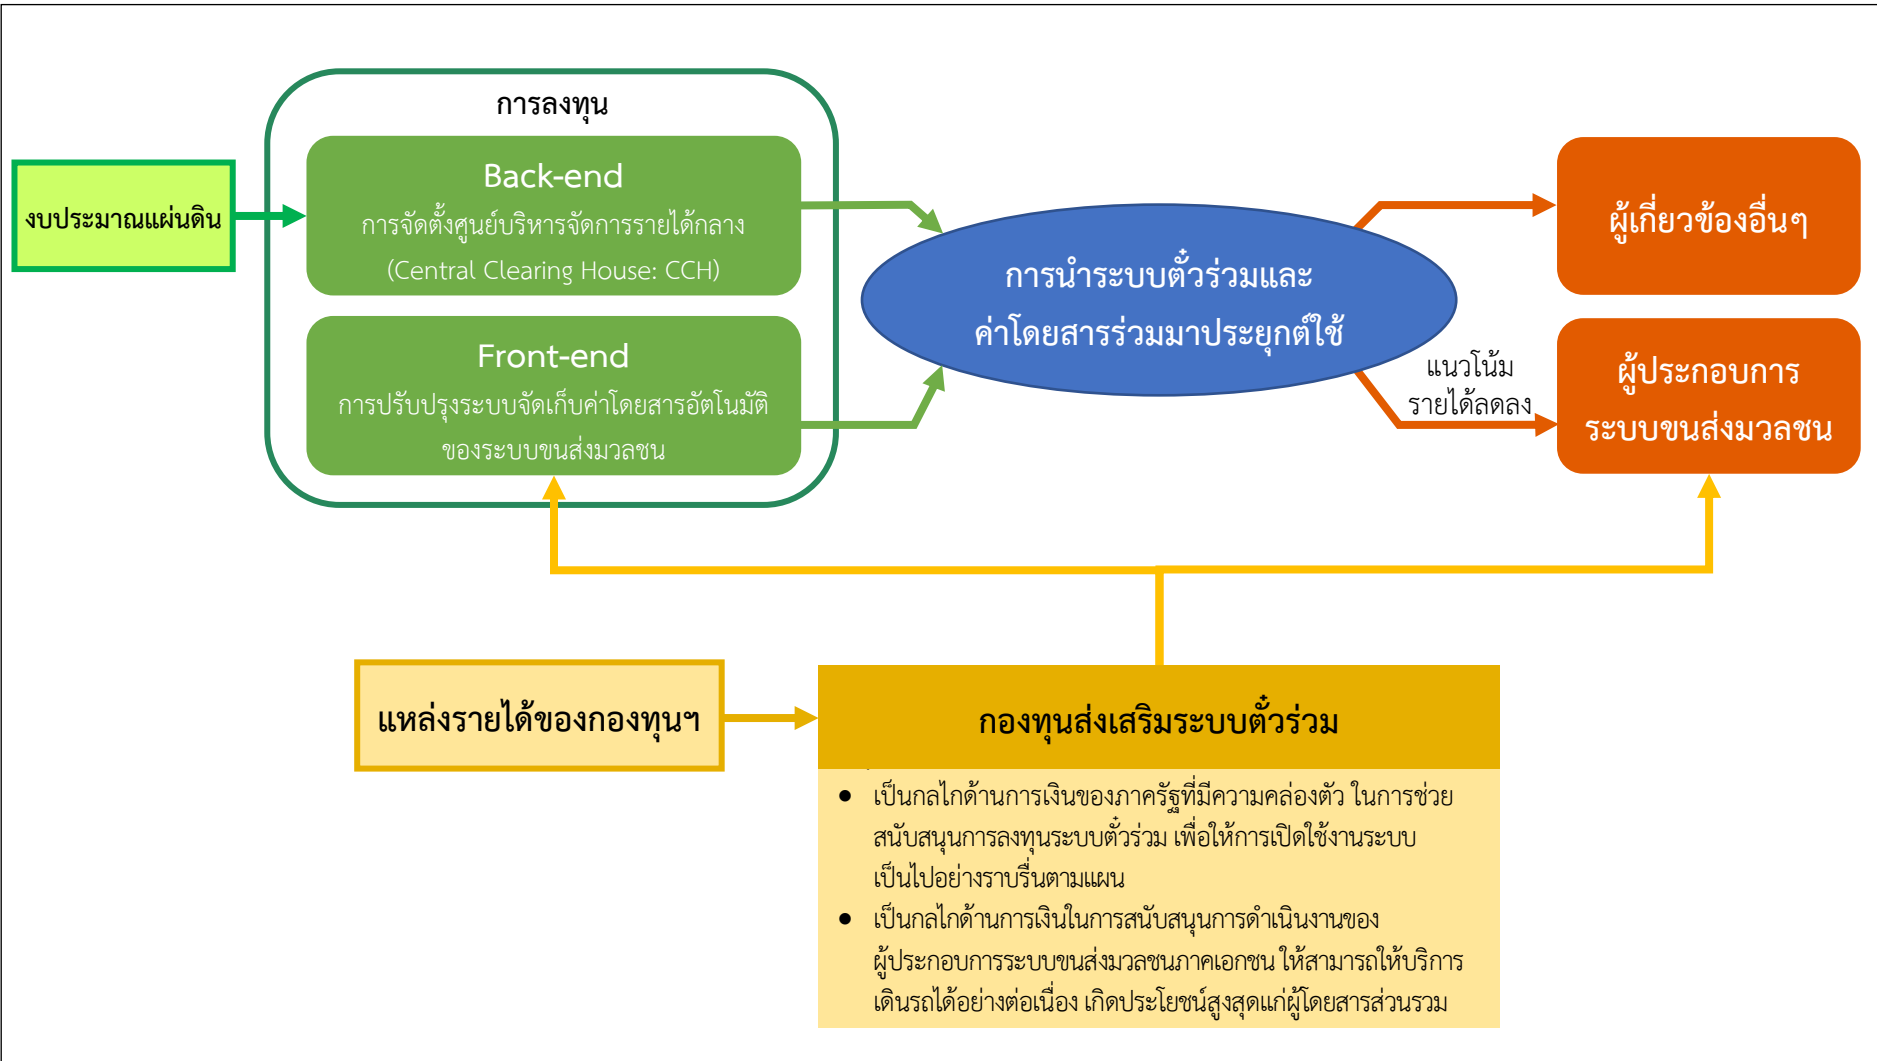 การลงทุน
งบประมาณแผ่นดิน
Back-end
การจัดตั้งศูนย์บริหารจัดการรายได้กลาง
(Central Clearing House: CCH)
Front-end
การปรับปรุงระบบจัดเก็บค่าโดยสารอัตโนมัติ
ของระบบขนส่งมวลชน
การนำระบบตั๋วร่วมและ
ค่าโดยสารร่วมมาประยุกต์ใช้
ผู้เกี่ยวข้องอื่นๆ
แนวโน้ม
รายได้ลดลง
ผู้ประกอบการ
ระบบขนส่งมวลชน
แหล่งรายได้ของกองทุนฯ
กองทุนส่งเสริมระบบตั๋วร่วม
● เป็นกลไกด้านการเงินของภาครัฐที่มีความคล่องตัว ในการช่วย
สนับสนุนการลงทุนระบบตั๋วร่วม เพื่อให้การเปิดใช้งานระบบ
เป็นไปอย่างราบรื่นตามแผน
● เป็นกลไกด้านการเงินในการสนับสนุนการดำเนินงานของ
ผู้ประกอบการระบบขนส่งมวลชนภาคเอกชน ให้สามารถให้บริการ
เดินรถได้อย่างต่อเนื่อง เกิดประโยชน์สูงสุดแก่ผู้โดยสารส่วนรวม